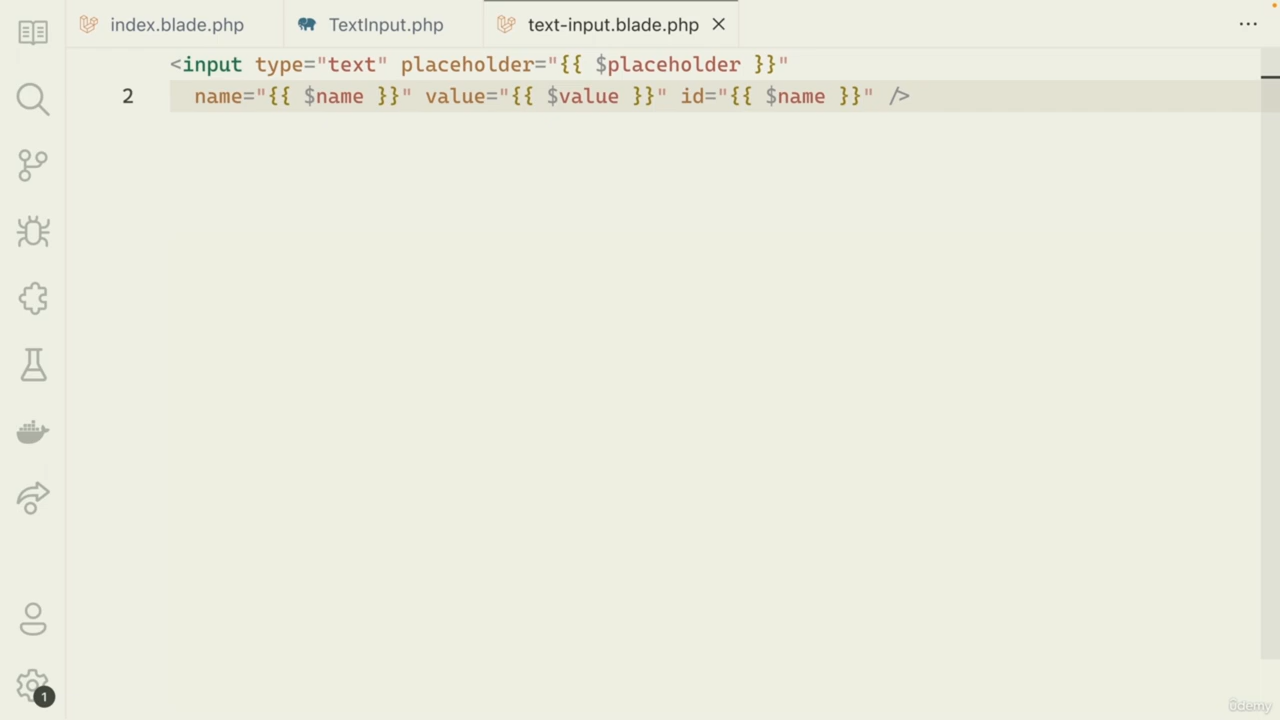 index.blade.php
TextInput.php
text-input.blade.php
<input type="text" placeholder="{{ $placeholder }}"
2
name="{{ $name }}" value="{{ $value }}" id="{{ $name }}" />
1
ûdemy